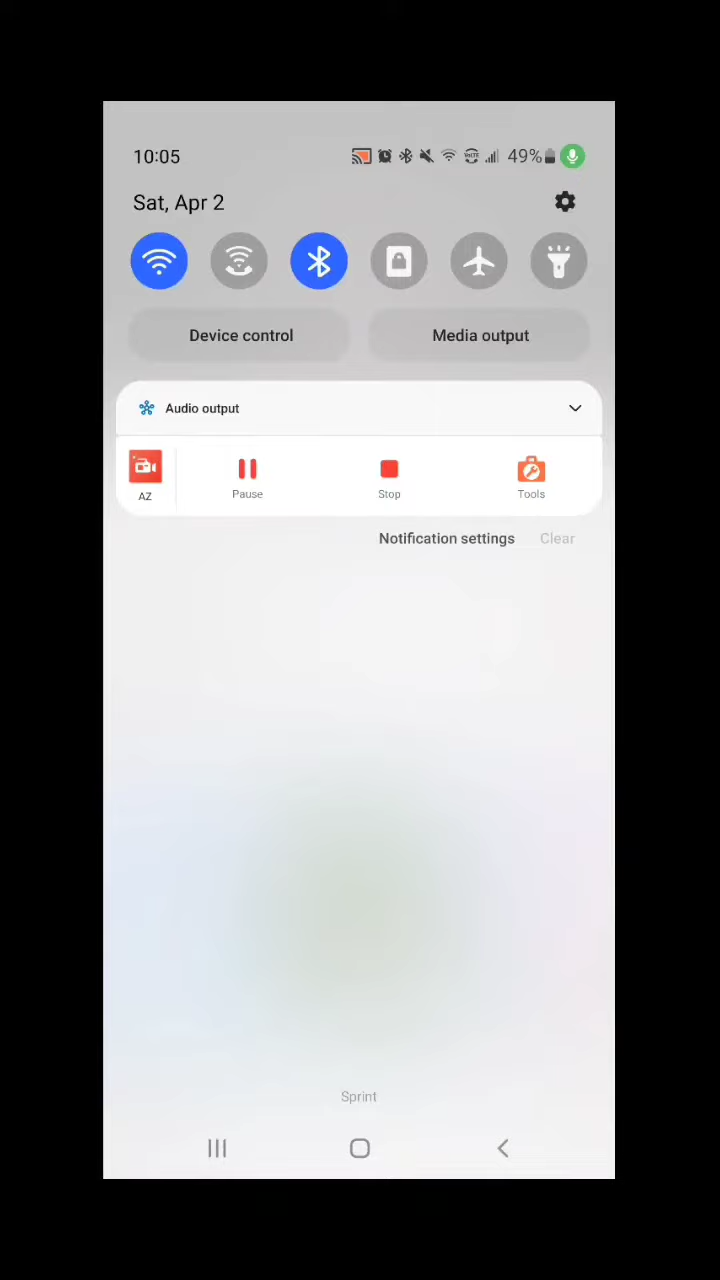 10:05 49%
Sat, Apr 2
Device control Media output
Audio output
AZ Pause Stop Tools
Notification settings Clear
Sprint